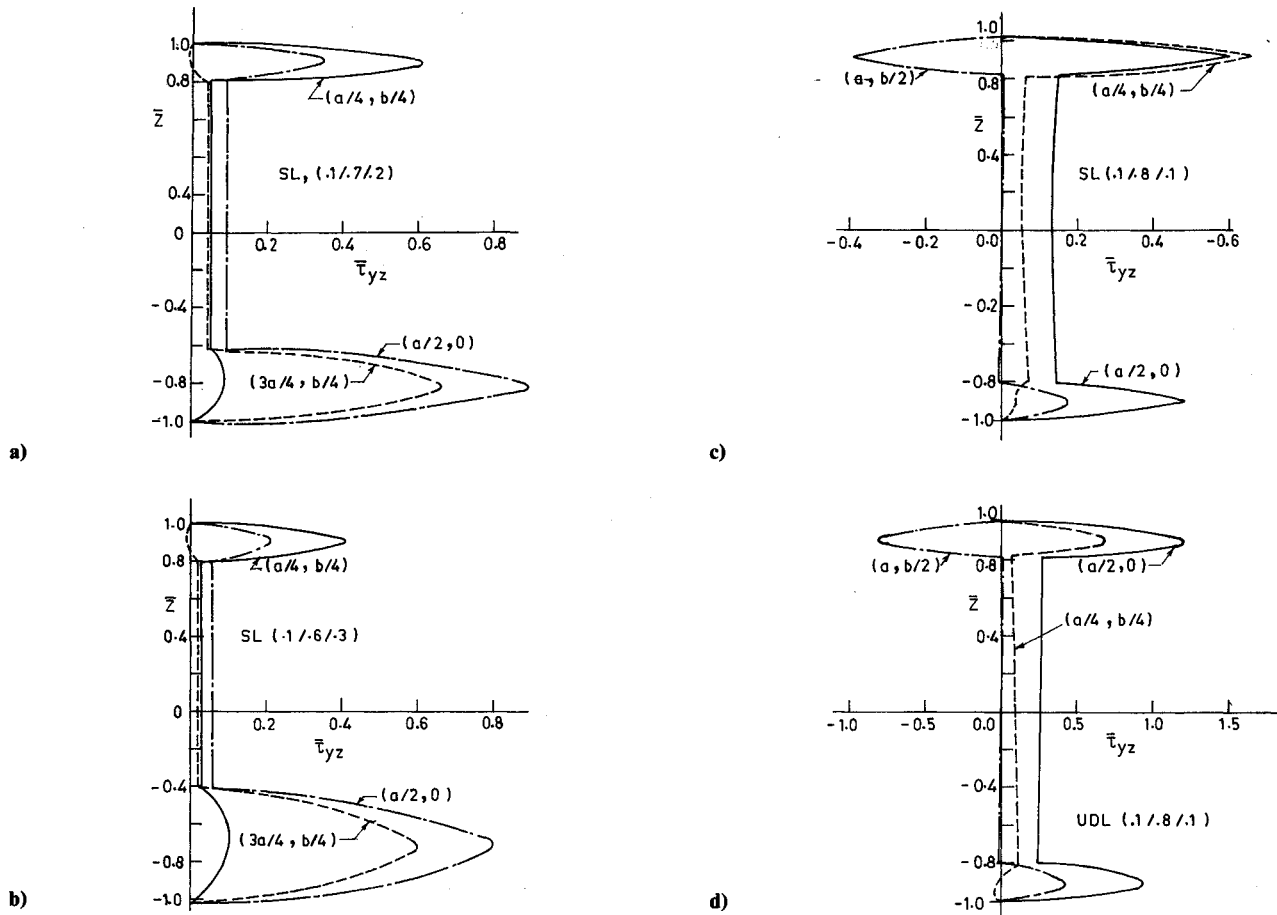 1.0
0.8
(a/4, b/4)
z̄
SL, (.1/.7/.2)
0.4
0
0.2
0.4
0.6
0.8
τ̄yz
-0.4
(a/2,0)
(3a/4, b/4)
-0.8
-1.0
a)
1.0
0.8
(a/4, b/4)
z̄
0.4
SL (.1/.6/.3)
0
0.2
0.4
0.6
0.8
τ̄yz
-0.4
(a/2,0)
(3a/4, b/4)
-0.8
-1.0
b)
1.0
(a, b/2)
0.8
(a/4, b/4)
z̄
0.4
SL (.1/.8/.1)
-0.4
-0.2
0.0
0.2
0.4
-0.6
τ̄yz
-0.2
-0.4
(a/2,0)
-0.8
-1.0
c)
1.0
(a, b/2)
0.8
(a/2,0)
z̄
(a/4, b/4)
0.4
-1.0
-0.5
0.0
0.5
1.0
1.5
τ̄yz
-0.4
UDL (.1/.8/.1)
-0.8
-1.0
d)